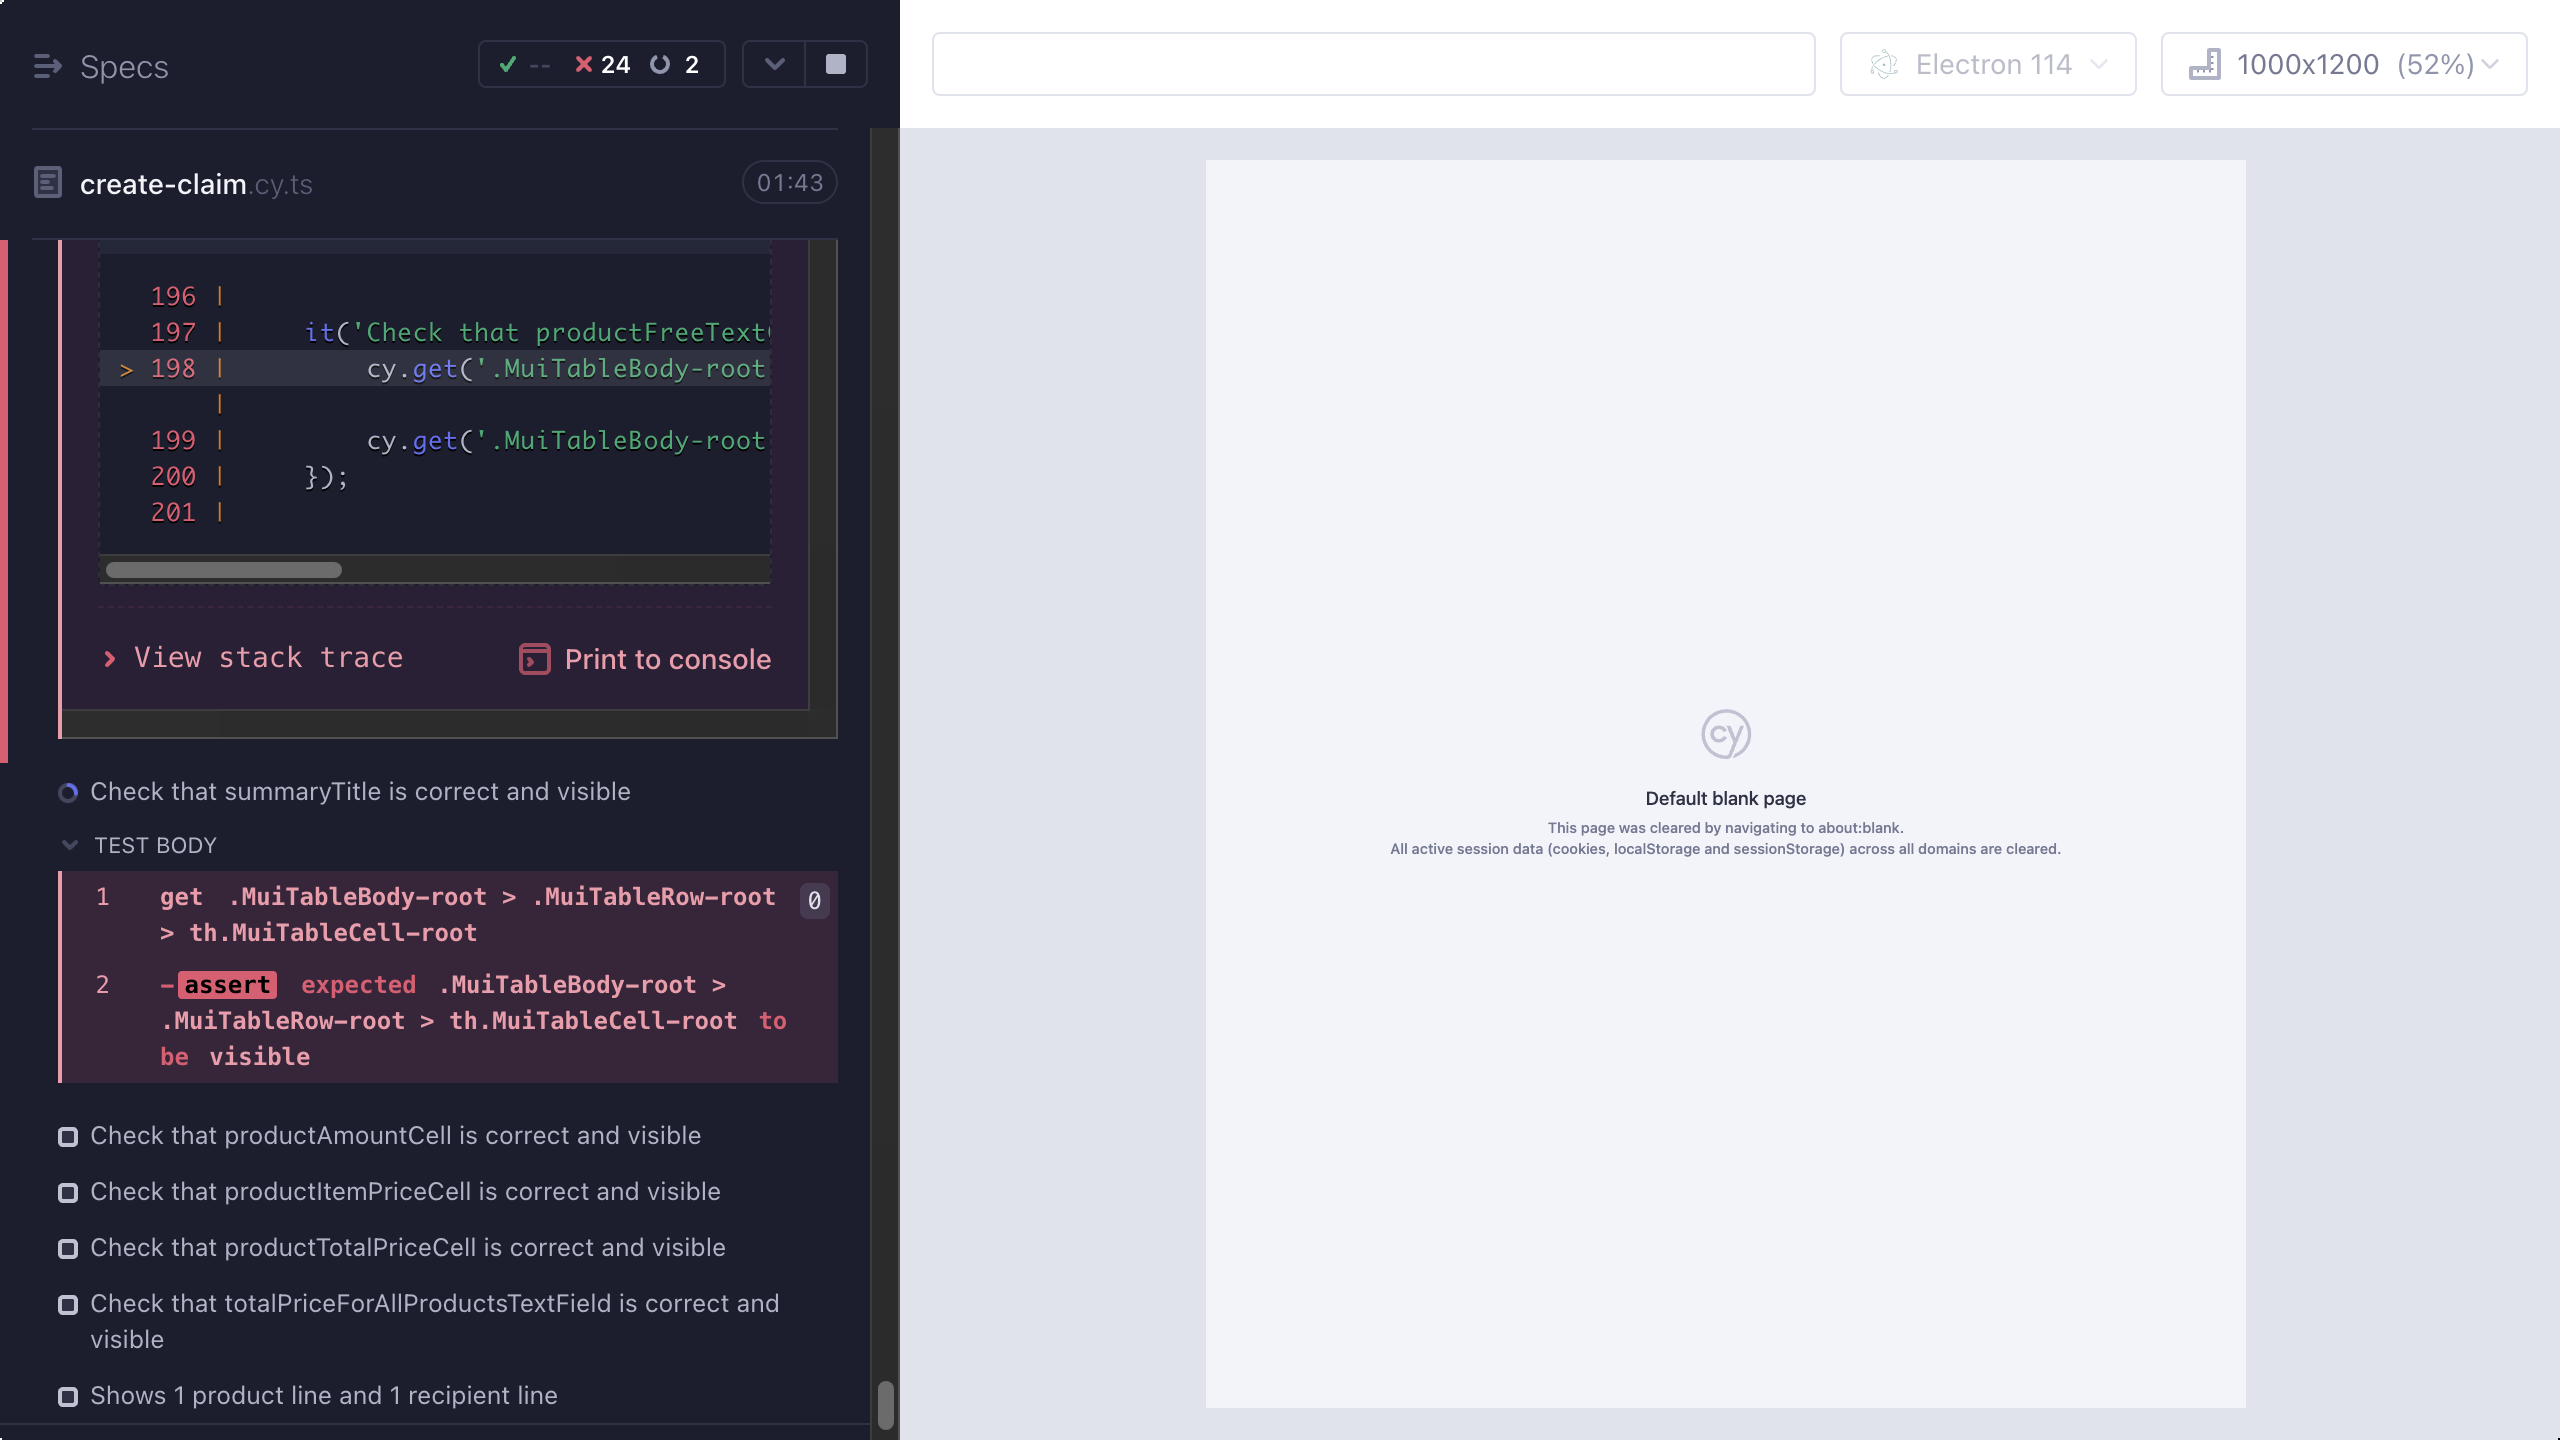 Specs
-- 24 2
create-claim.cy.ts 01:43
196 |
197 | it('Check that productFreeText
> 198 | cy.get('.MuiTableBody-root
|
199 | cy.get('.MuiTableBody-root
200 | });
201 |
View stack trace Print to console
Check that summaryTitle is correct and visible
TEST BODY
1 get .MuiTableBody-root > .MuiTableRow-root 0
> th.MuiTableCell-root
2 -assert expected .MuiTableBody-root >
.MuiTableRow-root > th.MuiTableCell-root to
be visible
Check that productAmountCell is correct and visible
Check that productItemPriceCell is correct and visible
Check that productTotalPriceCell is correct and visible
Check that totalPriceForAllProductsTextField is correct and
visible
Shows 1 product line and 1 recipient line
Electron 114
1000x1200 (52%)
cy
Default blank page
This page was cleared by navigating to about:blank.
All active session data (cookies, localStorage and sessionStorage) across all domains are cleared.